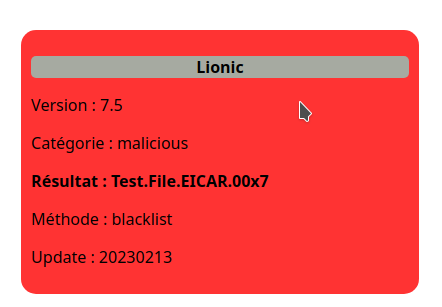 Lionic
Version : 7.5
Catégorie : malicious
Résultat : Test.File.EICAR.00x7
Méthode : blacklist
Update : 20230213